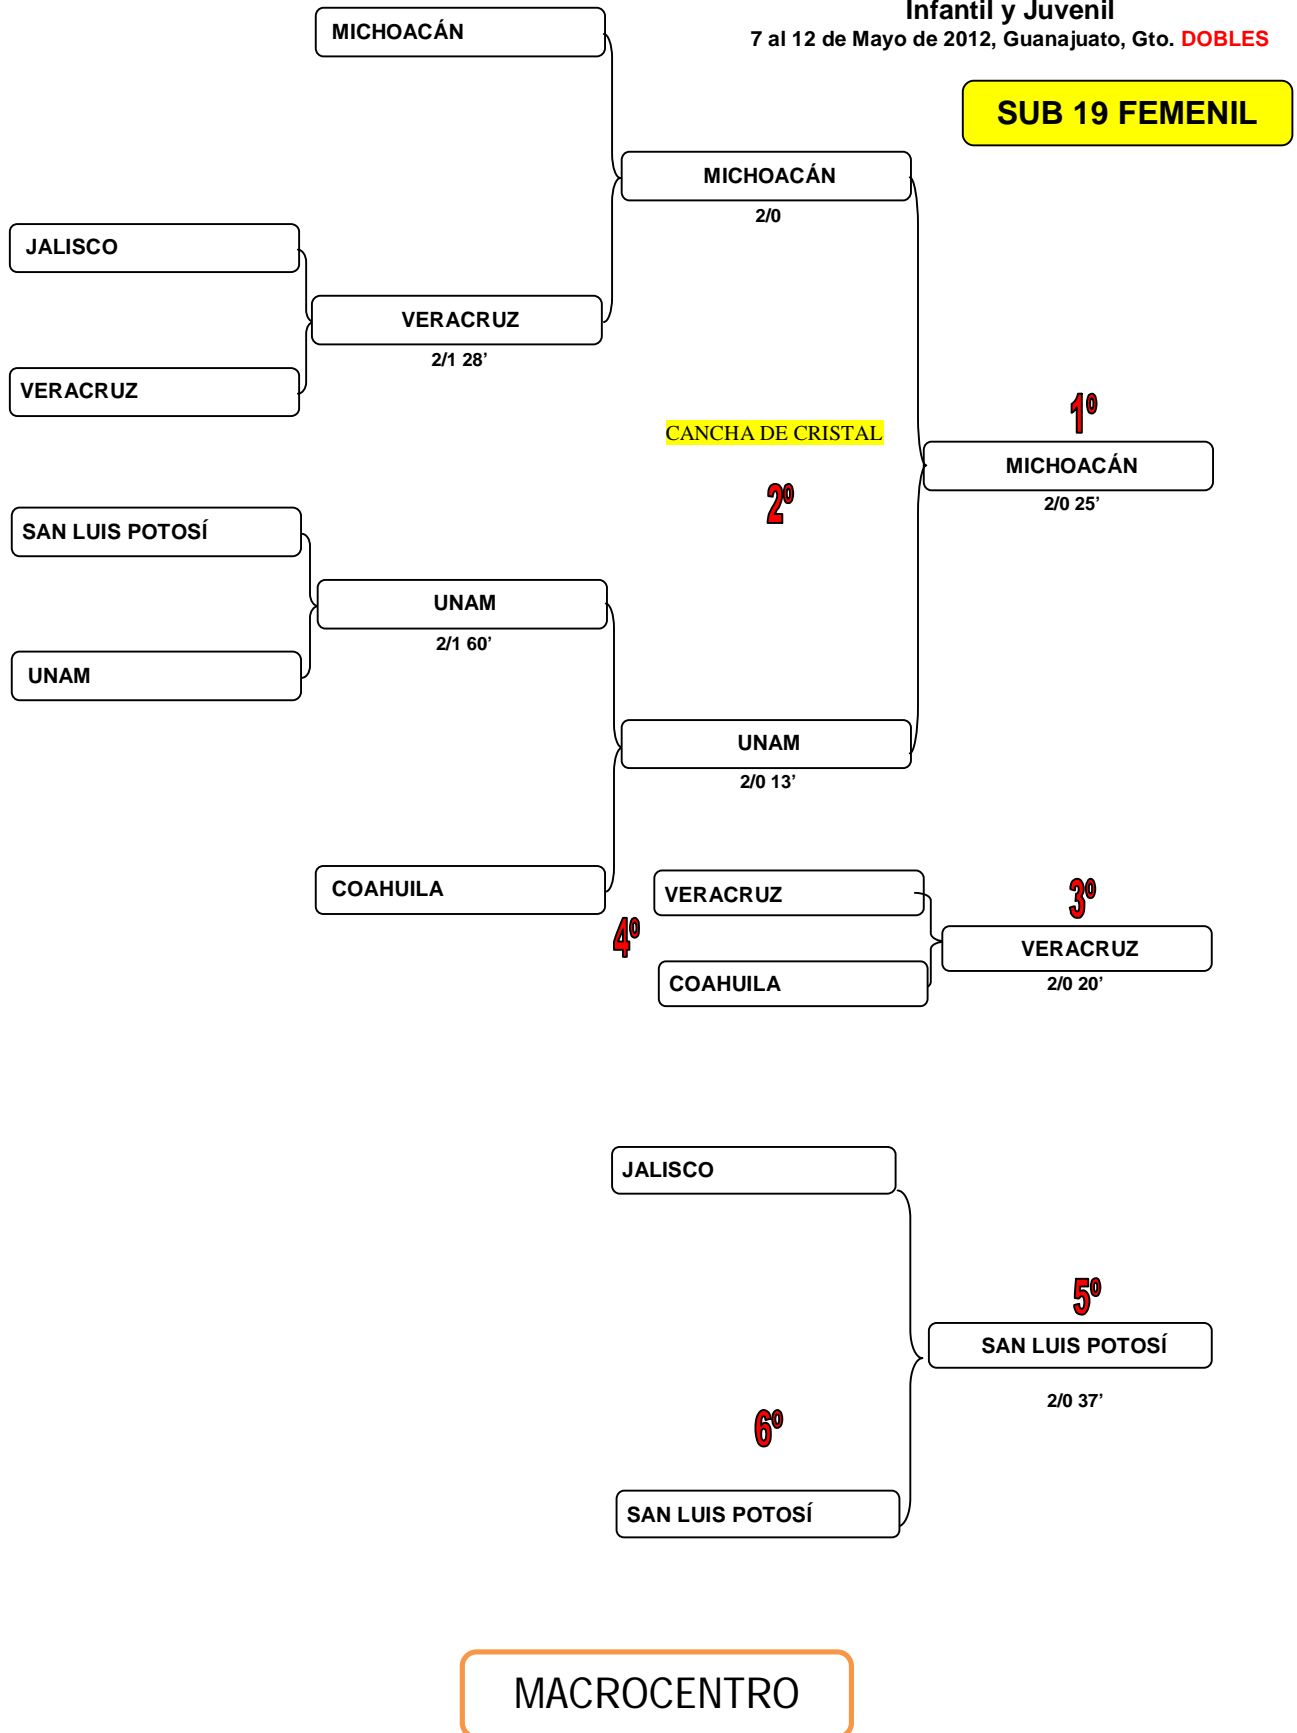 Infantil y Juvenil
7 al 12 de Mayo de 2012, Guanajuato, Gto. DOBLES
MICHOACÁN
SUB 19 FEMENIL
MICHOACÁN
2/0
JALISCO
VERACRUZ
2/1 28’
VERACRUZ
1º
CANCHA DE CRISTAL
MICHOACÁN
2/0 25’
2º
SAN LUIS POTOSÍ
UNAM
2/1 60’
UNAM
UNAM
2/0 13’
COAHUILA
VERACRUZ
3º
4º
VERACRUZ
2/0 20’
COAHUILA
JALISCO
5º
SAN LUIS POTOSÍ
2/0 37’
6º
SAN LUIS POTOSÍ
MACROCENTRO